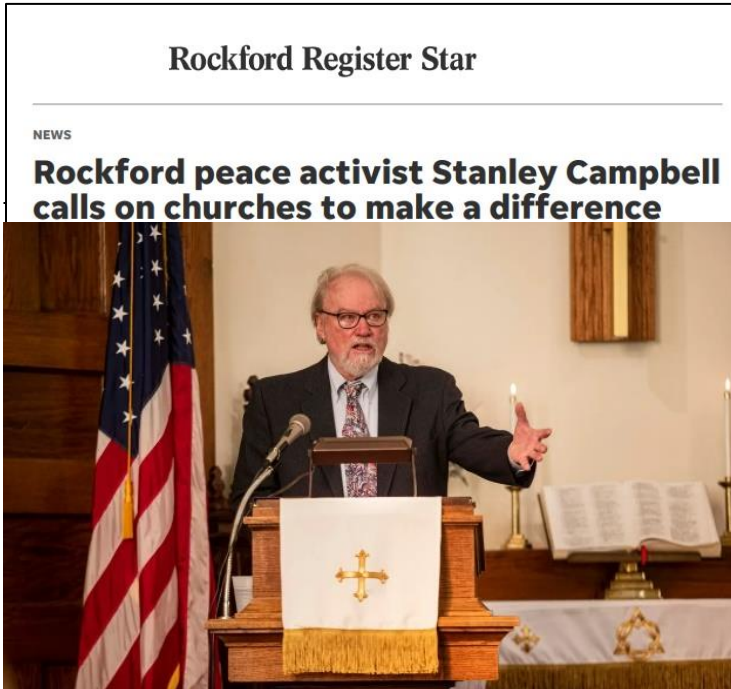 Rockford Register Star
NEWS
Rockford peace activist Stanley Campbell
calls on churches to make a difference